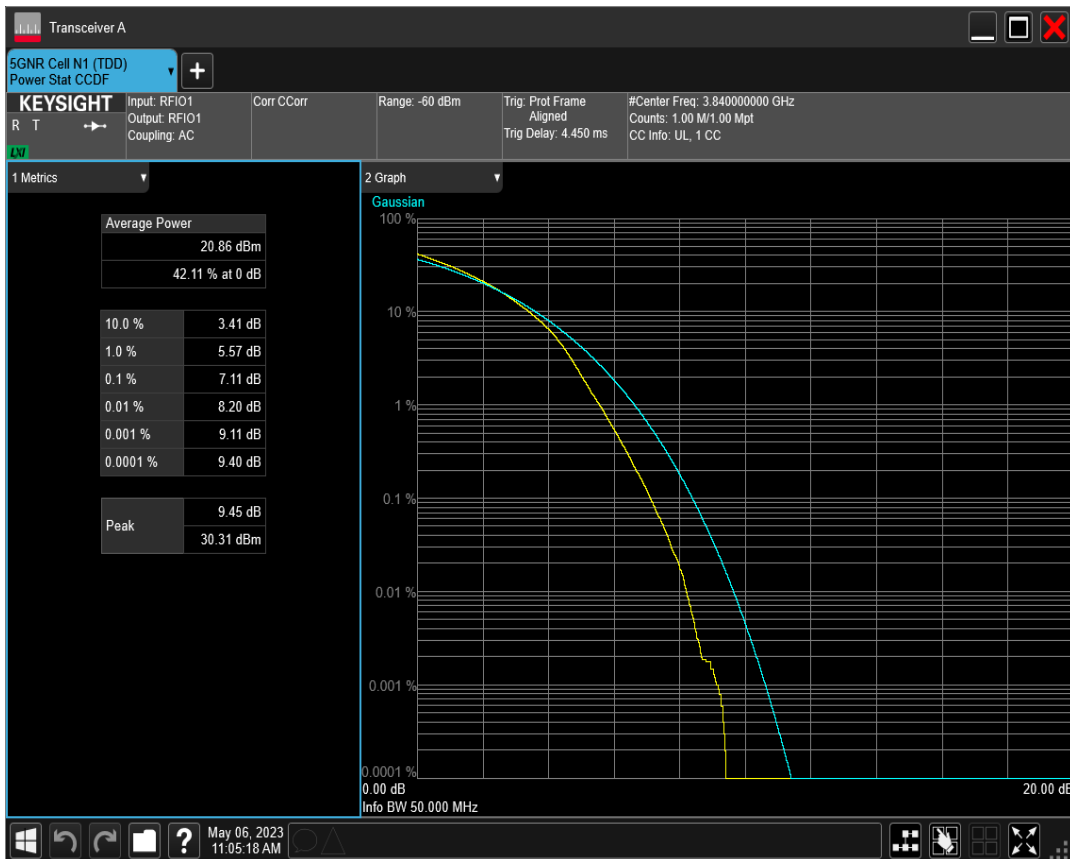 Transceiver A
5GNR Cell N1 (TDD)
Power Stat CCDF
+
KEYSIGHT
R T
LXI
Input: RFIO1
Output: RFIO1
Coupling: AC
Corr CCorr
Range: -60 dBm
Trig: Prot Frame
Aligned
Trig Delay: 4.450 ms
#Center Freq: 3.840000000 GHz
Counts: 1.00 M/1.00 Mpt
CC Info: UL, 1 CC
1 Metrics
Average Power
20.86 dBm
42.11 % at 0 dB
10.0 % 3.41 dB
1.0 % 5.57 dB
0.1 % 7.11 dB
0.01 % 8.20 dB
0.001 % 9.11 dB
0.0001 % 9.40 dB
Peak
9.45 dB
30.31 dBm
2 Graph
Gaussian
100 %
10 %
1 %
0.1 %
0.01 %
0.001 %
0.0001 %
0.00 dB 20.00 dB
Info BW 50.000 MHz
?
May 06, 2023
11:05:18 AM